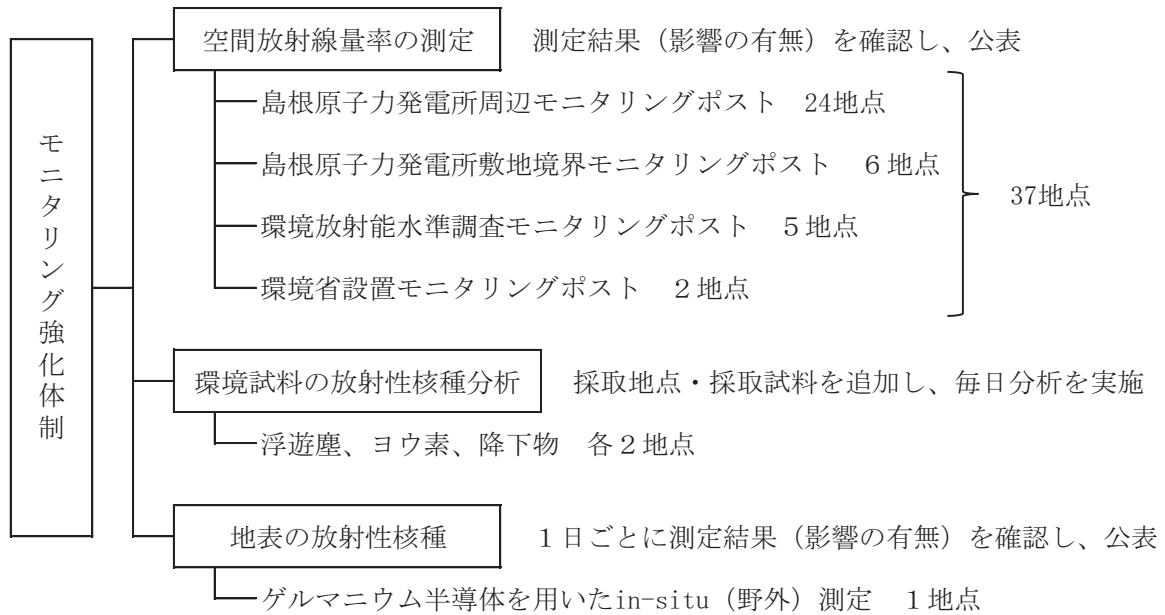 モニタリング強化体制
空間放射線量率の測定　測定結果（影響の有無）を確認し、公表
島根原子力発電所周辺モニタリングポスト　24地点
島根原子力発電所敷地境界モニタリングポスト　６地点
37地点
環境放射能水準調査モニタリングポスト　５地点
環境省設置モニタリングポスト　２地点
環境試料の放射性核種分析　採取地点・採取試料を追加し、毎日分析を実施
浮遊塵、ヨウ素、降下物　各２地点
地表の放射性核種　１日ごとに測定結果（影響の有無）を確認し、公表
ゲルマニウム半導体を用いたin-situ（野外）測定　１地点